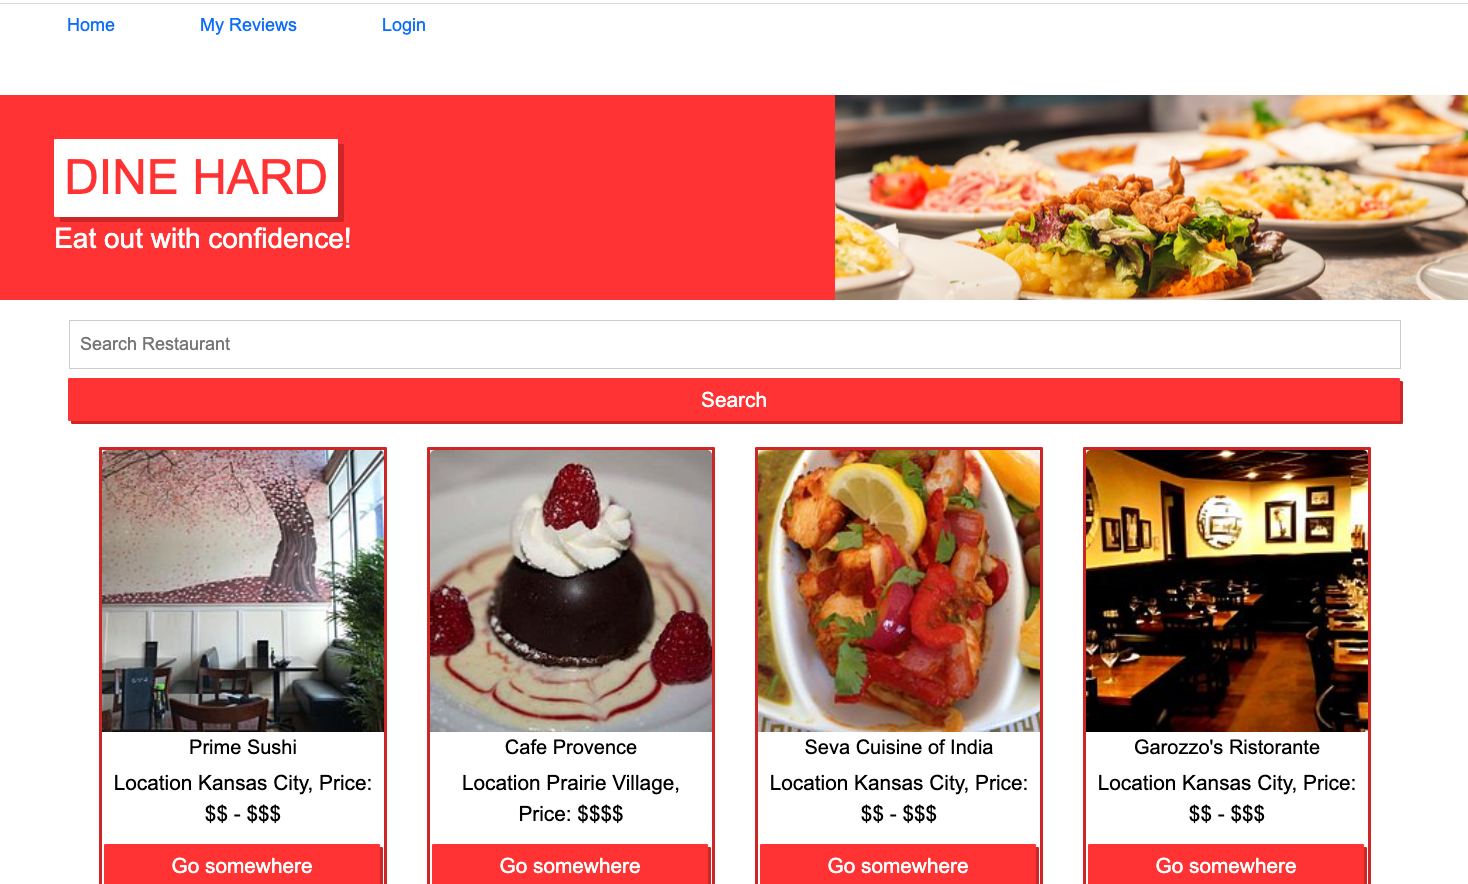 Home My Reviews Login
DINE HARD
Eat out with confidence!
Search Restaurant
Search
Prime Sushi
Location Kansas City, Price:
$$ - $$$
Go somewhere
Cafe Provence
Location Prairie Village,
Price: $$$$
Go somewhere
Seva Cuisine of India
Location Kansas City, Price:
$$ - $$$
Go somewhere
Garozzo's Ristorante
Location Kansas City, Price:
$$ - $$$
Go somewhere